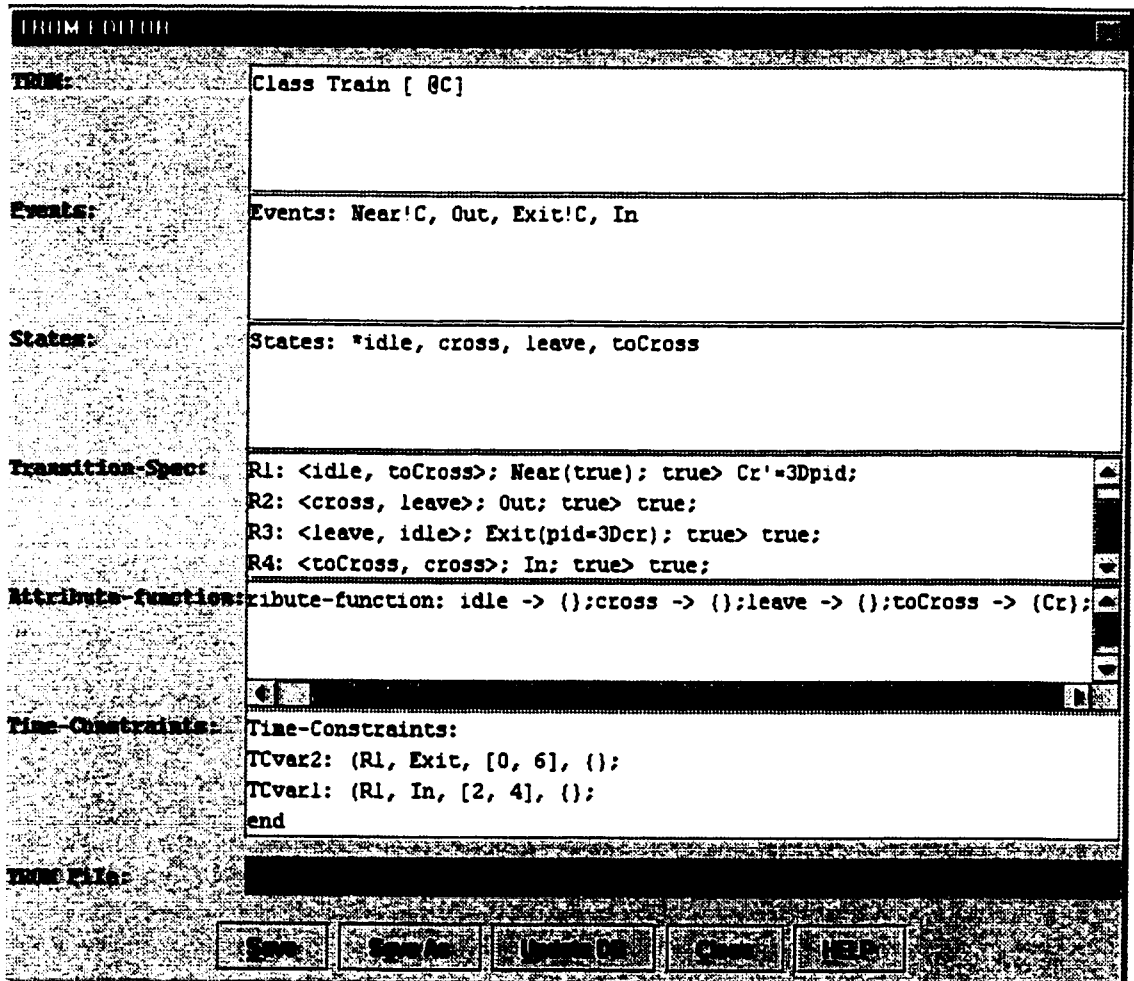 TROM EDITOR
TROM:
Class Train [ @C]
Events:
Events: Near!C, Out, Exit!C, In
States:
States: *idle, cross, leave, toCross
Transition-Spec:
R1: <idle, toCross>; Near(true); true> Cr'=3Dpid;
R2: <cross, leave>; Out; true> true;
R3: <leave, idle>; Exit(pid=3Dcr); true> true;
R4: <toCross, cross>; In; true> true;
Attribute-function:
ribute-function: idle -> {};cross -> {};leave -> {};toCross -> {Cr};
Time-Constraints:
Time-Constraints:
TCvar2: (R1, Exit, [0, 6], {};
TCvar1: (R1, In, [2, 4], {};
end
TROM File:
Save Save As Update DB Close HELP